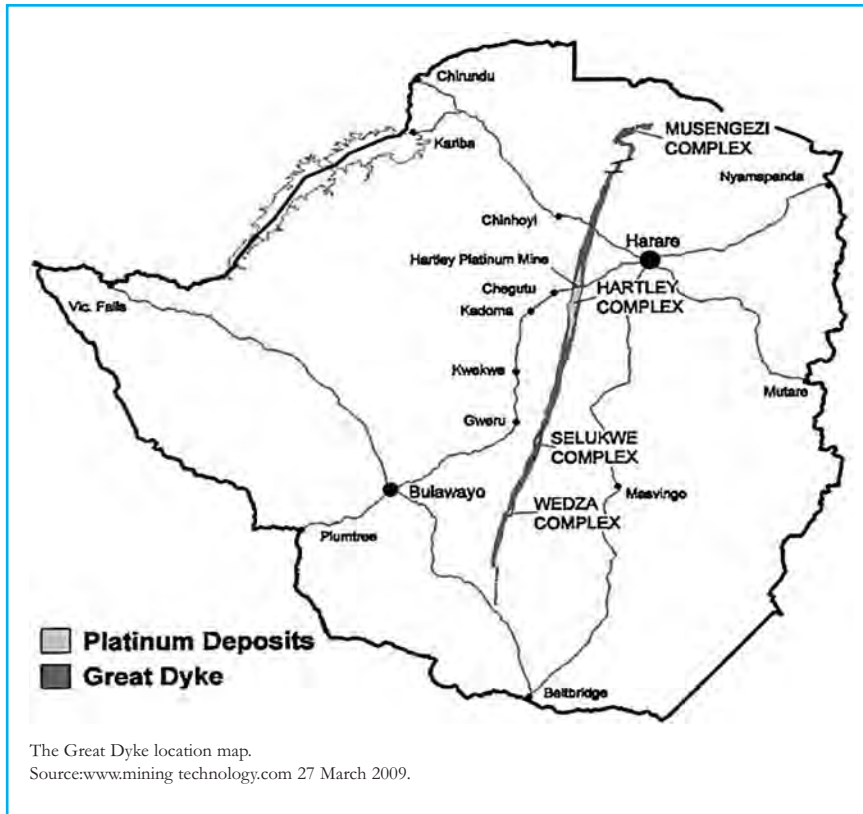 Chirundu
MUSENGEZI
COMPLEX
Kariba
Nyamapanda
Chinhoyi
Harare
Hartley Platinum Mine
HARTLEY
COMPLEX
Chegutu
Vic. Falls
Kadoma
Kwekwe
Mutare
Gweru
SELUKWE
COMPLEX
Bulawayo
Masvingo
WEDZA
COMPLEX
Plumtree
Platinum Deposits
Great Dyke
Beitbridge
The Great Dyke location map.
Source:www.mining technology.com 27 March 2009.